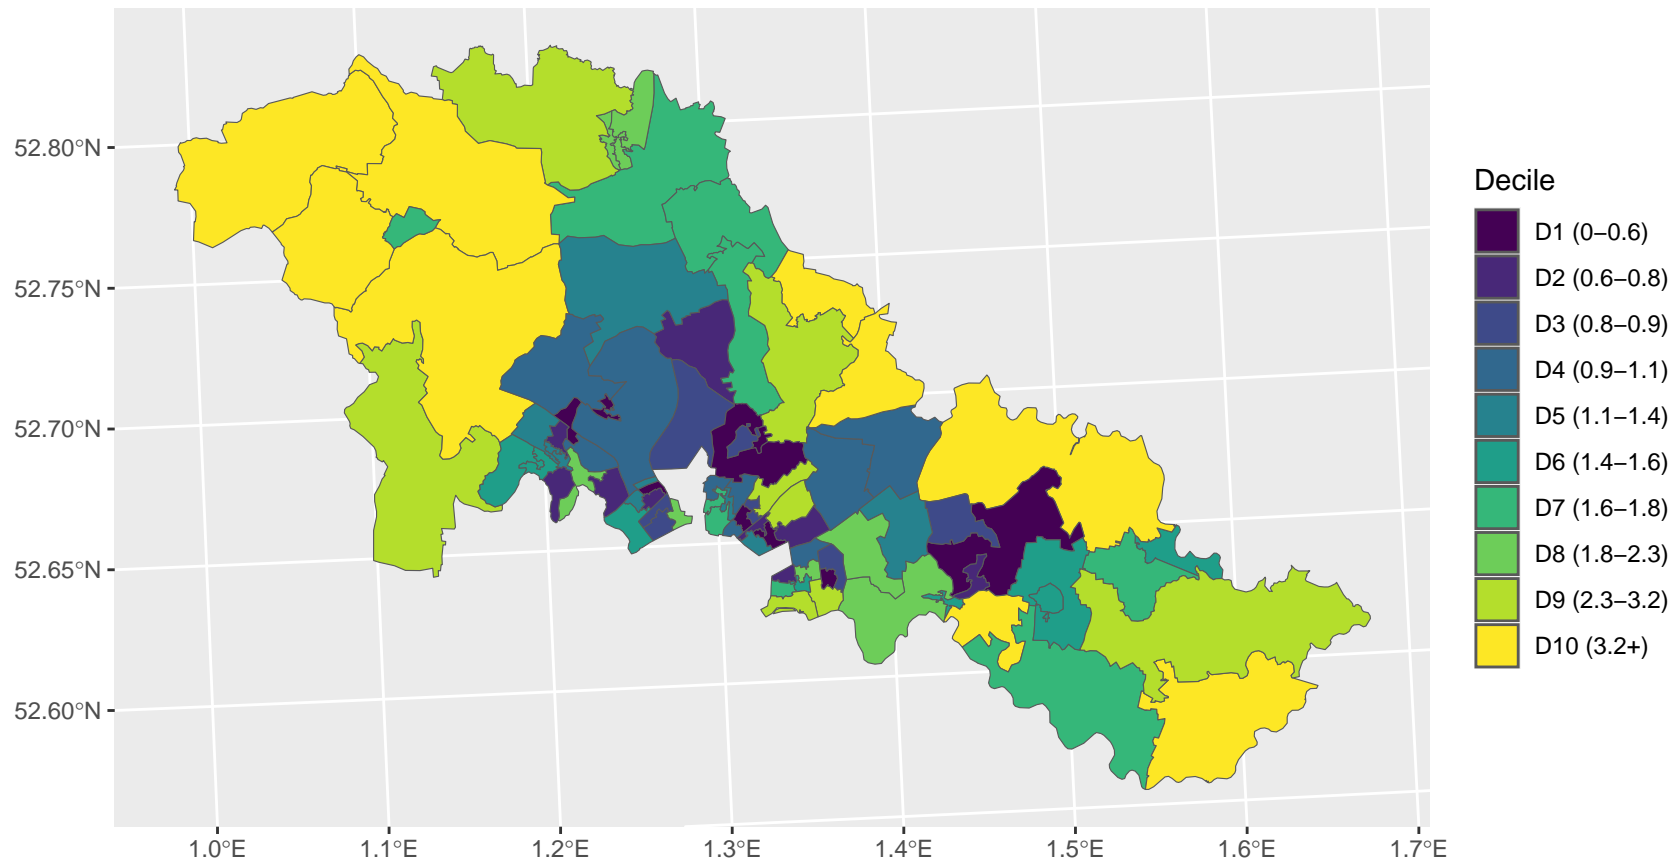 52.80°N
52.75°N
52.70°N
52.65°N
52.60°N
1.0°E
1.1°E
1.2°E
1.3°E
1.4°E
1.5°E
1.6°E
1.7°E
Decile
D1 (0–0.6)
D2 (0.6–0.8)
D3 (0.8–0.9)
D4 (0.9–1.1)
D5 (1.1–1.4)
D6 (1.4–1.6)
D7 (1.6–1.8)
D8 (1.8–2.3)
D9 (2.3–3.2)
D10 (3.2+)